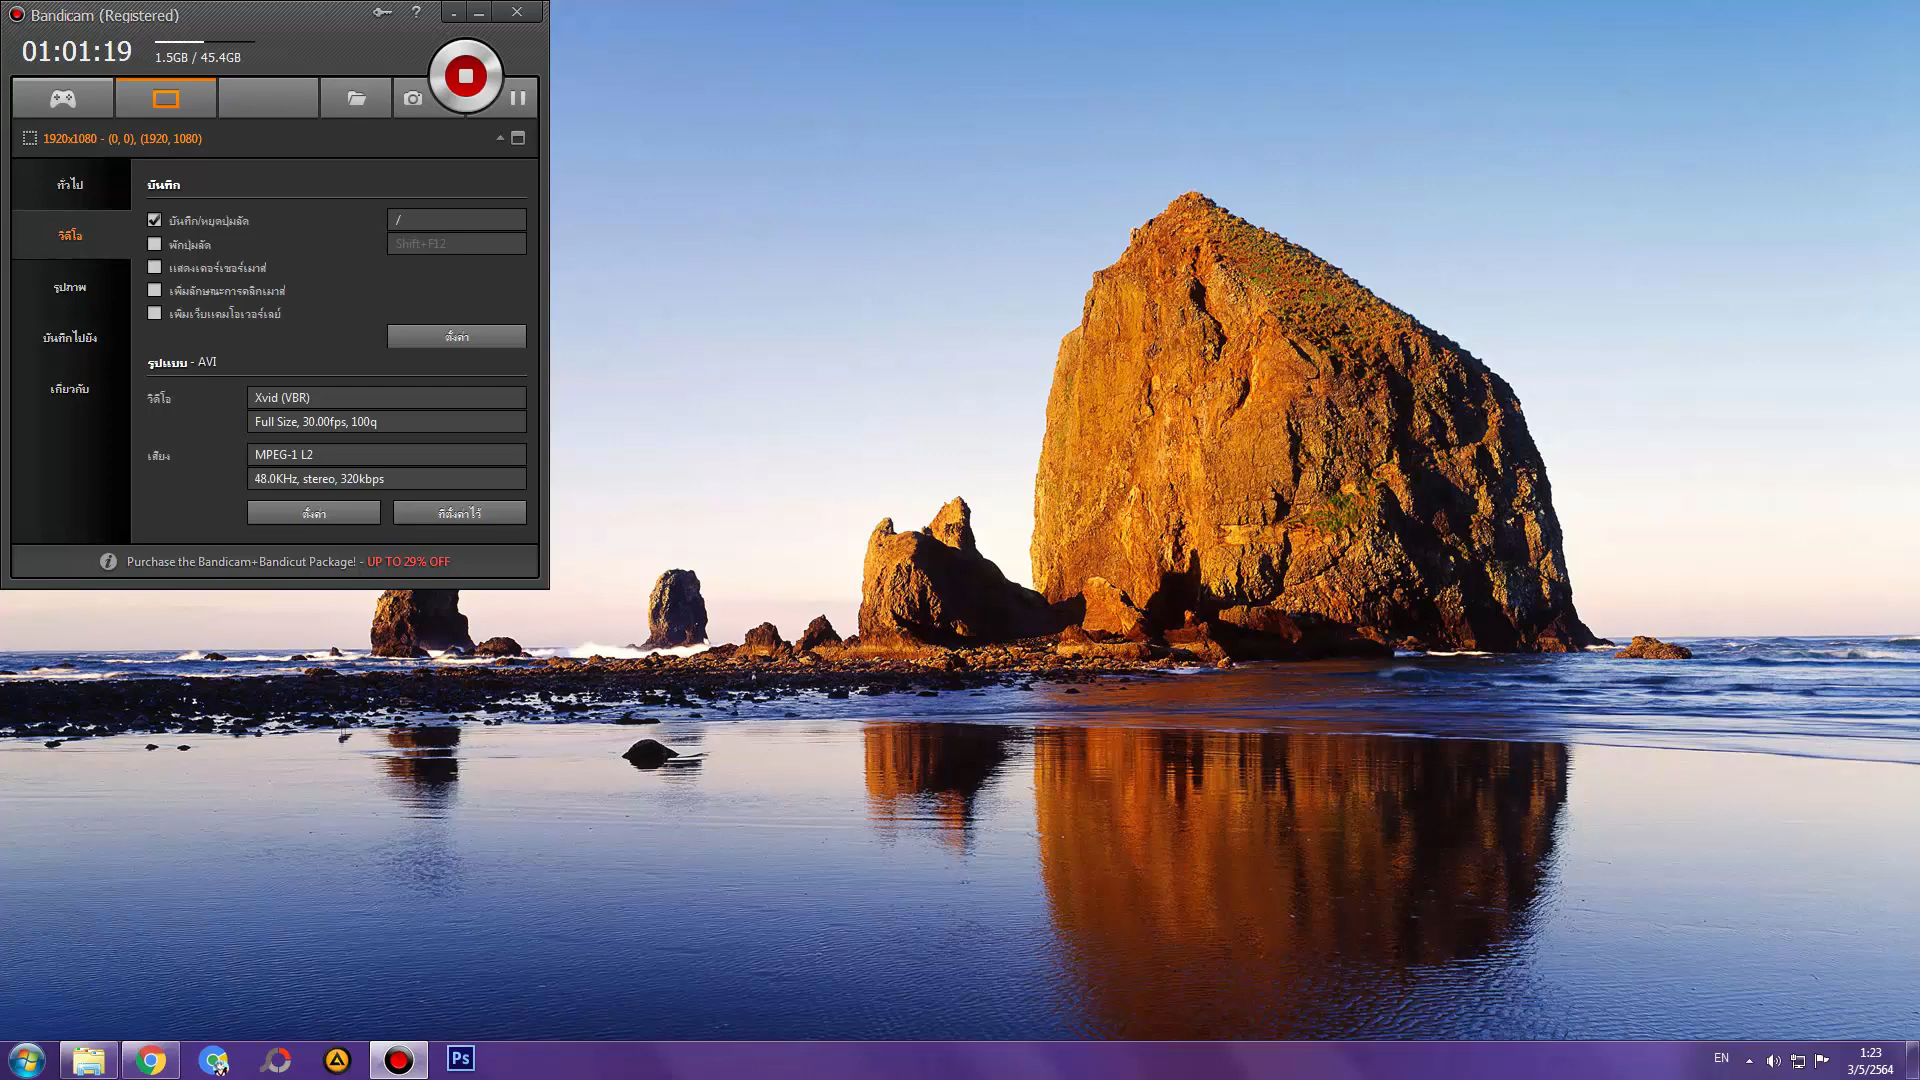 Bandicam (Registered)
01:01:19
1.5GB / 45.4GB
1920x1080 - (0, 0), (1920, 1080)
ทั่วไป
วิดีโอ
รูปภาพ
บันทึกไปยัง
เกี่ยวกับ
บันทึก
บันทึก/หยุดปุ่มลัด
/
พักปุ่มลัด
Shift+F12
แสดงเคอร์เซอร์เมาส์
เพิ่มลักษณะการคลิกเมาส์
เพิ่มเว็บแคมโอเวอร์เลย์
ตั้งค่า
รูปแบบ - AVI
วิดีโอ
Xvid (VBR)
Full Size, 30.00fps, 100q
เสียง
MPEG-1 L2
48.0KHz, stereo, 320kbps
ตั้งค่า
ที่ตั้งค่าไว้
Purchase the Bandicam+Bandicut Package! - UP TO 29% OFF
Ps
EN
1:23
3/5/2564